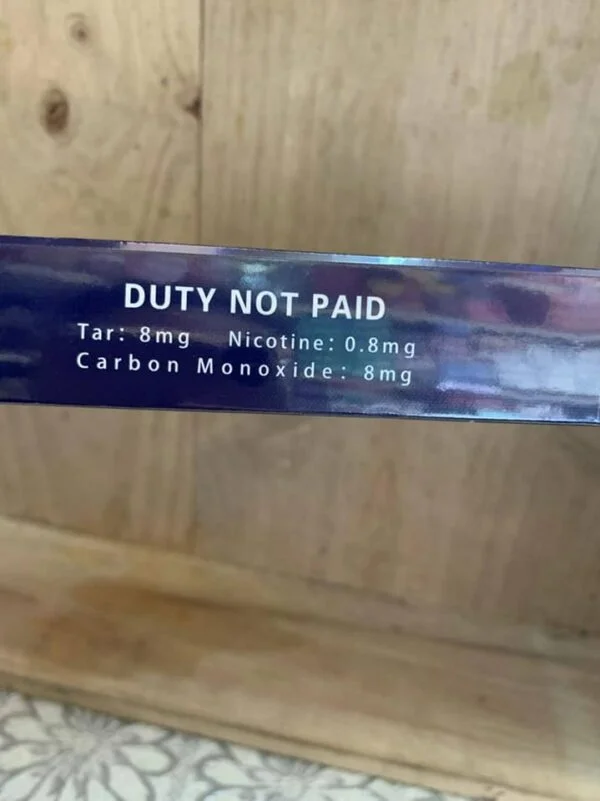 DUTY NOT PAID
Tar: 8mg Nicotine: 0.8mg
Carbon Monoxide: 8mg